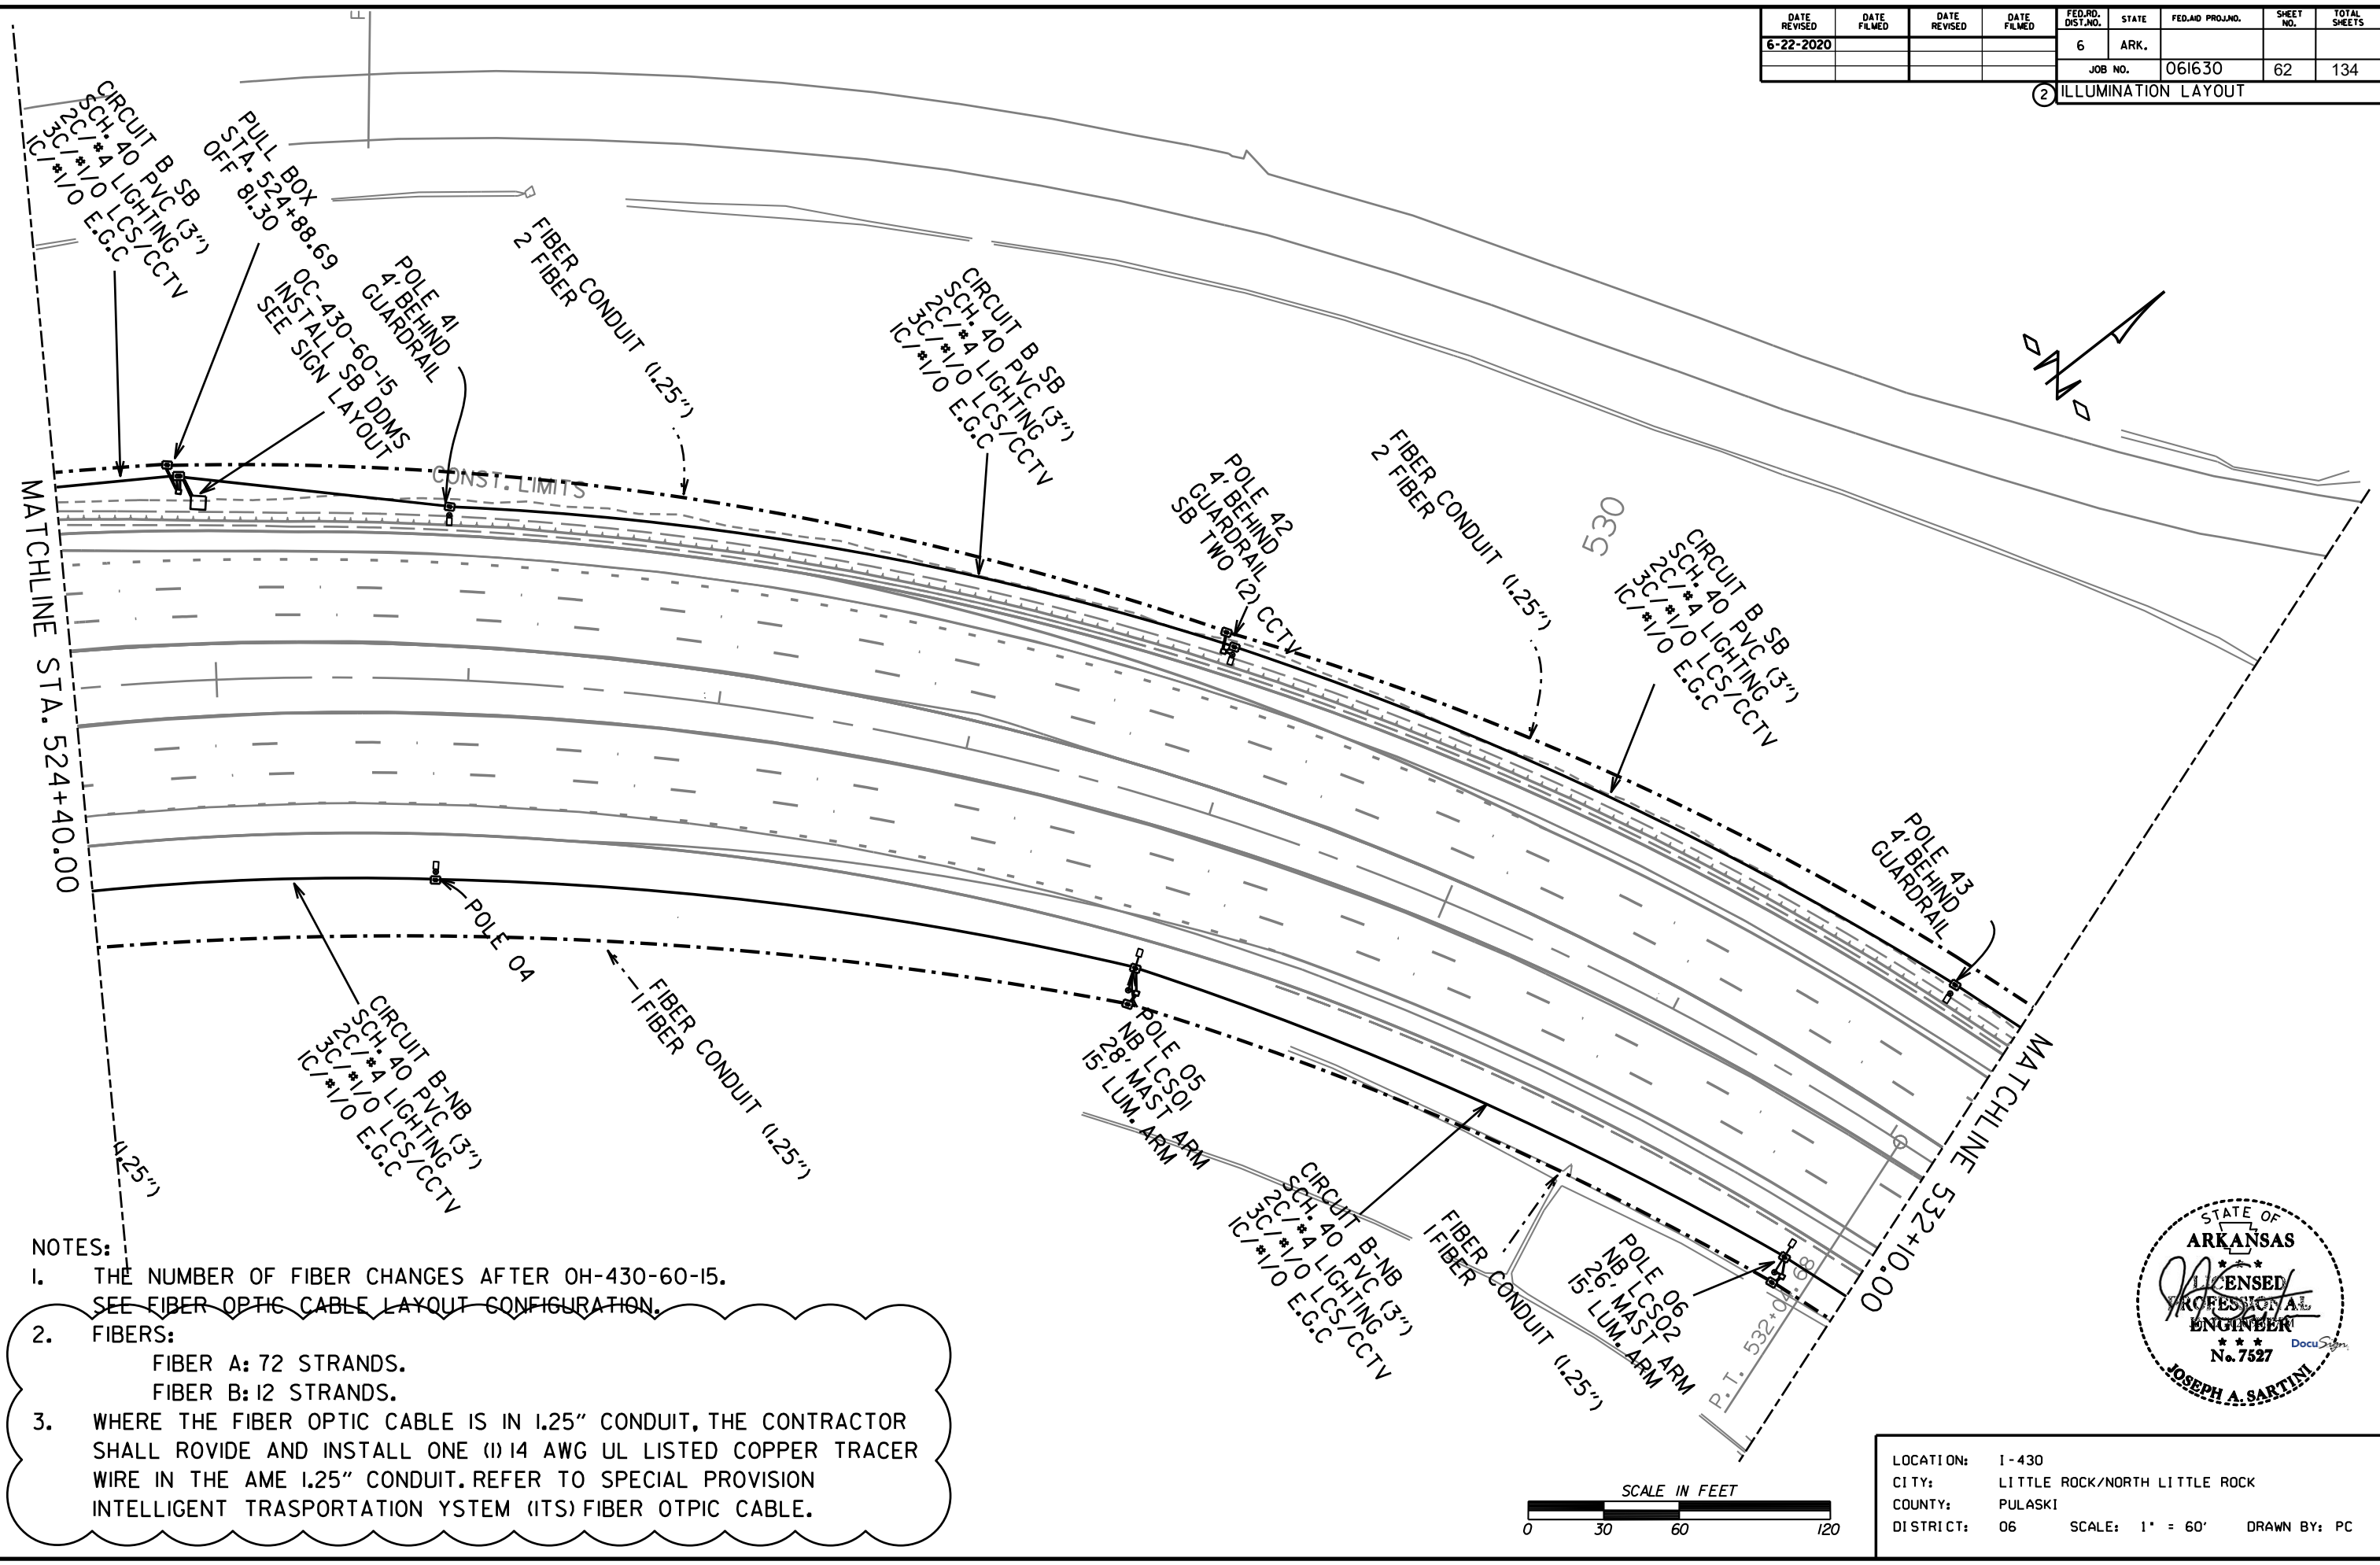 DATE REVISED
DATE FILMED
DATE REVISED
DATE FILMED
FED.RD. DIST.NO.
STATE
FED.AID PROJ.NO.
SHEET NO.
TOTAL SHEETS
6-22-2020
6
ARK.
JOB NO.
061630
62
134
2
ILLUMINATION LAYOUT
CIRCUIT B SB
SCH. 40 PVC (3")
2C/#4 LIGHTING
3C/#1/0 LCS/CCTV
1C/#1/0 E.G.C
PULL BOX
STA. 524+88.69
OFF 81.30
OC-430-60-15
INSTALL SB DDMS
SEE SIGN LAYOUT
POLE 41
4' BEHIND
GUARDRAIL
FIBER CONDUIT (1.25")
2 FIBER
CIRCUIT B SB
SCH. 40 PVC (3")
2C/#4 LIGHTING
3C/#1/0 LCS/CCTV
1C/#1/0 E.G.C
POLE 42
4' BEHIND
GUARDRAIL
SB TWO (2) CCTV
FIBER CONDUIT (1.25")
2 FIBER
530
CIRCUIT B SB
SCH. 40 PVC (3")
2C/#4 LIGHTING
3C/#1/0 LCS/CCTV
1C/#1/0 E.G.C
POLE 43
4' BEHIND
GUARDRAIL
CONST. LIMITS
MATCHLINE STA. 524+40.00
MATCHLINE 532+10.00
POLE 04
CIRCUIT B-NB
SCH. 40 PVC (3")
2C/#4 LIGHTING
3C/#1/0 LCS/CCTV
1C/#1/0 E.G.C
FIBER CONDUIT (1.25")
1 FIBER
POLE 05
NB LCS01
28' MAST ARM
15' LUM. ARM
CIRCUIT B-NB
SCH. 40 PVC (3")
2C/#4 LIGHTING
3C/#1/0 LCS/CCTV
1C/#1/0 E.G.C
FIBER CONDUIT (1.25")
1 FIBER
POLE 06
NB LCS02
26' MAST ARM
15' LUM. ARM
P.T. 532+04.68
(1.25")
NOTES:
1. THE NUMBER OF FIBER CHANGES AFTER OH-430-60-15.
SEE FIBER OPTIC CABLE LAYOUT CONFIGURATION.
2. FIBERS:
FIBER A: 72 STRANDS.
FIBER B: 12 STRANDS.
3. WHERE THE FIBER OPTIC CABLE IS IN 1.25" CONDUIT, THE CONTRACTOR
SHALL ROVIDE AND INSTALL ONE (1) 14 AWG UL LISTED COPPER TRACER
WIRE IN THE AME 1.25" CONDUIT. REFER TO SPECIAL PROVISION
INTELLIGENT TRASPORTATION YSTEM (ITS) FIBER OTPIC CABLE.
SCALE IN FEET
0 30 60 120
STATE OF
ARKANSAS
LICENSED
PROFESSIONAL
ENGINEER
No. 7527
JOSEPH A. SARTINI
DocuSign
LOCATION: I-430
CITY: LITTLE ROCK/NORTH LITTLE ROCK
COUNTY: PULASKI
DISTRICT: 06 SCALE: 1" = 60' DRAWN BY: PC